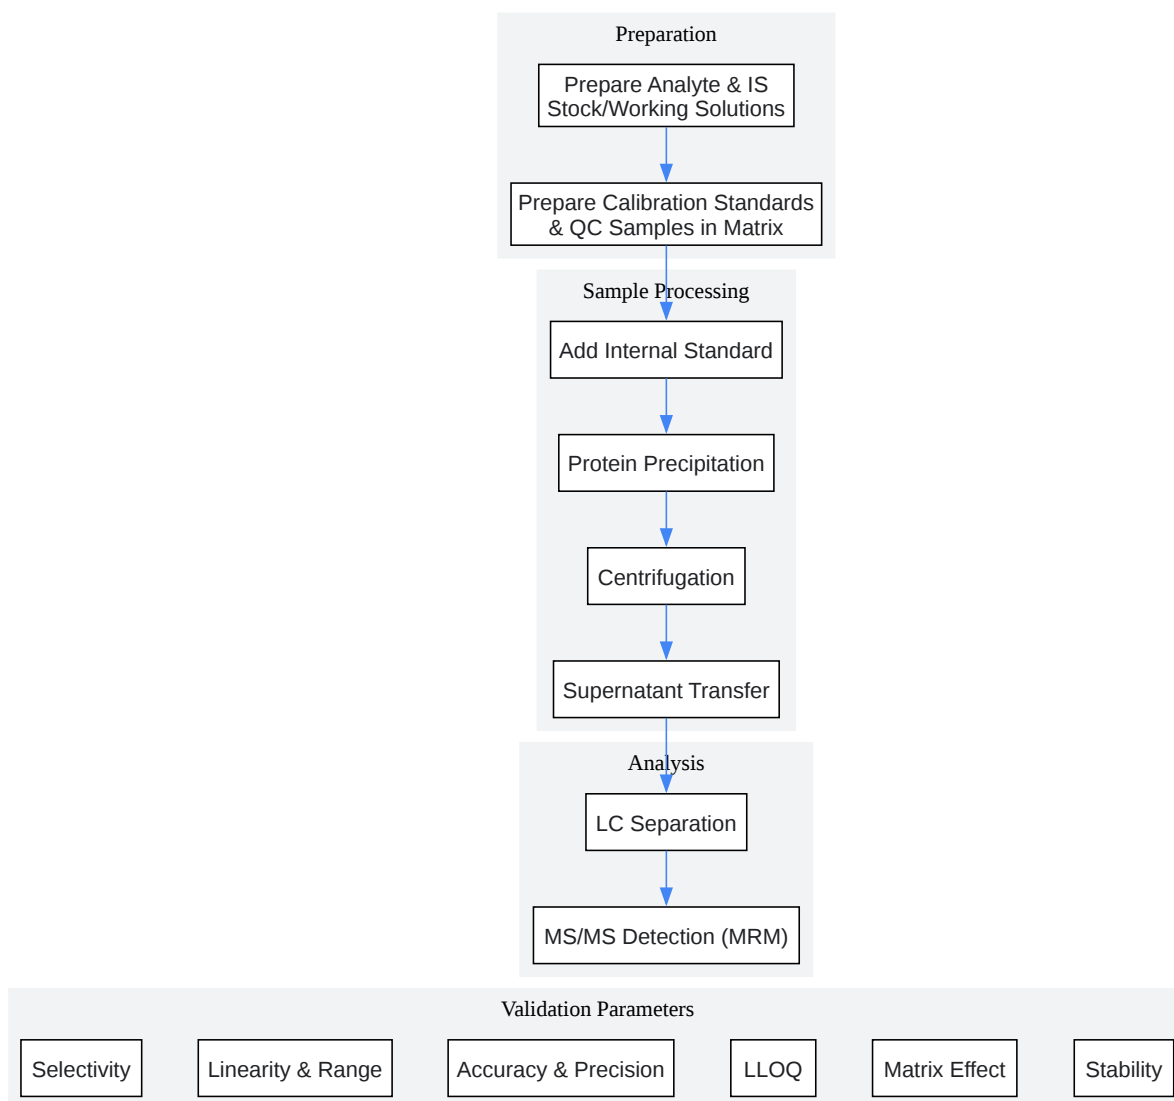 Preparation
Prepare Analyte & IS
Stock/Working Solutions
Prepare Calibration Standards
& QC Samples in Matrix
Sample Processing
Add Internal Standard
Protein Precipitation
Centrifugation
Supernatant Transfer
Analysis
LC Separation
MS/MS Detection (MRM)
Validation Parameters
Selectivity
Linearity & Range
Accuracy & Precision
LLOQ
Matrix Effect
Stability